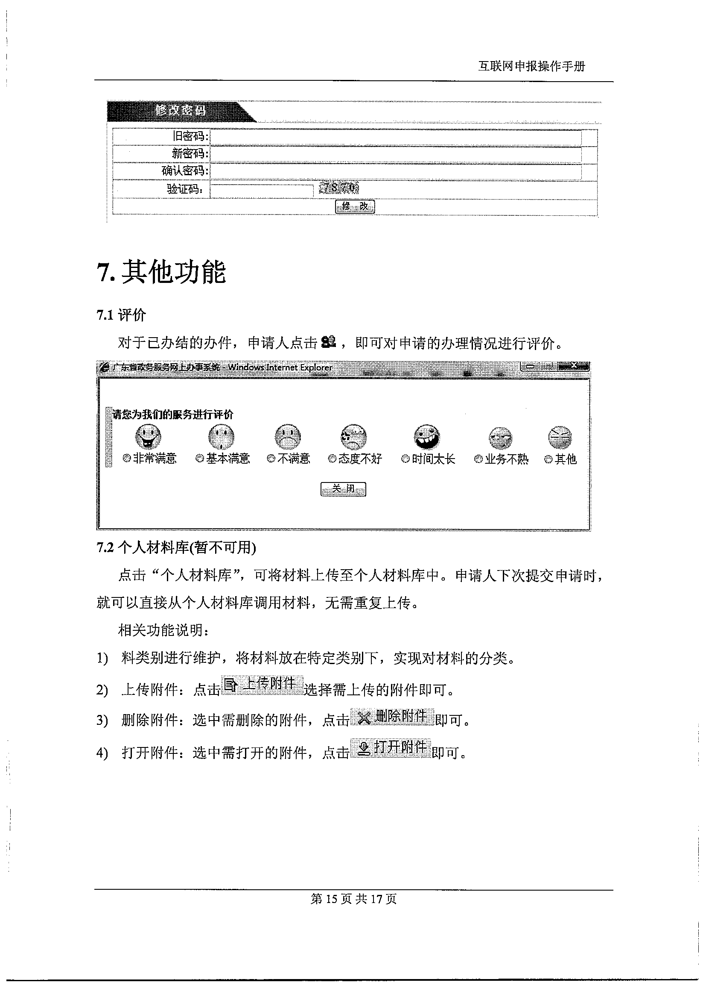 互联网申报操作手册
修改密码
旧密码:
新密码:
确认密码:
验证码: 7870
修 改
7. 其他功能
7.1 评价
对于已办结的办件，申请人点击，即可对申请的办理情况进行评价。
广东省政务服务网上办事系统 - Windows Internet Explorer
请您为我们的服务进行评价
非常满意 基本满意 不满意 态度不好 时间太长 业务不熟 其他
关 闭
7.2 个人材料库(暂不可用)
点击“个人材料库”，可将材料上传至个人材料库中。申请人下次提交申请时，
就可以直接从个人材料库调用材料，无需重复上传。
相关功能说明：
1) 料类别进行维护，将材料放在特定类别下，实现对材料的分类。
2) 上传附件：点击 上传附件 选择需上传的附件即可。
3) 删除附件：选中需删除的附件，点击 删除附件 即可。
4) 打开附件：选中需打开的附件，点击 打开附件 即可。
第 15 页 共 17 页